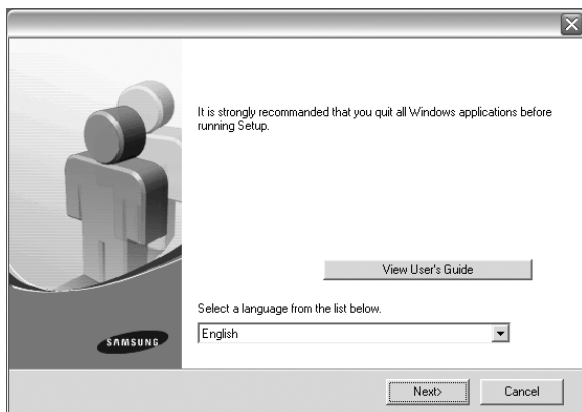 It is strongly recommanded that you quit all Windows applications before
running Setup.
View User's Guide
Select a language from the list below.
English
SAMSUNG
Next>
Cancel